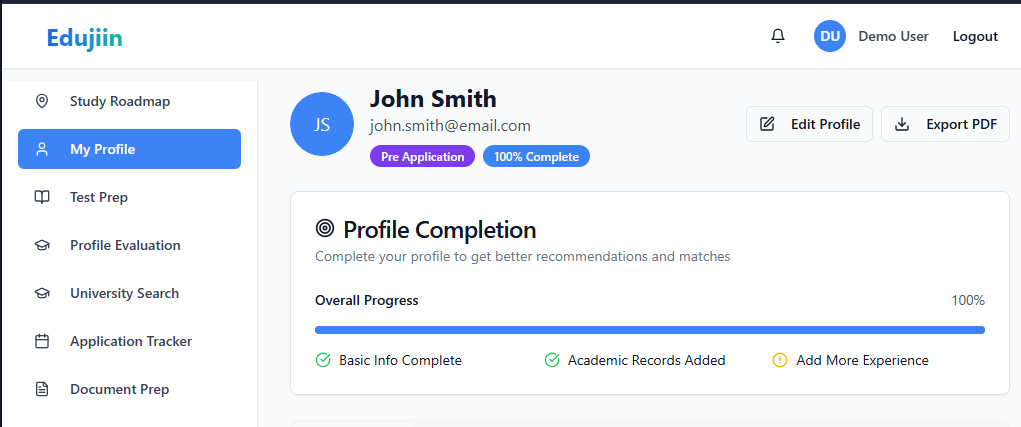 Edujiin
DU
Demo User
Logout
Study Roadmap
My Profile
Test Prep
Profile Evaluation
University Search
Application Tracker
Document Prep
JS
John Smith
john.smith@email.com
Pre Application
100% Complete
Edit Profile
Export PDF
Profile Completion
Complete your profile to get better recommendations and matches
Overall Progress
100%
Basic Info Complete
Academic Records Added
Add More Experience